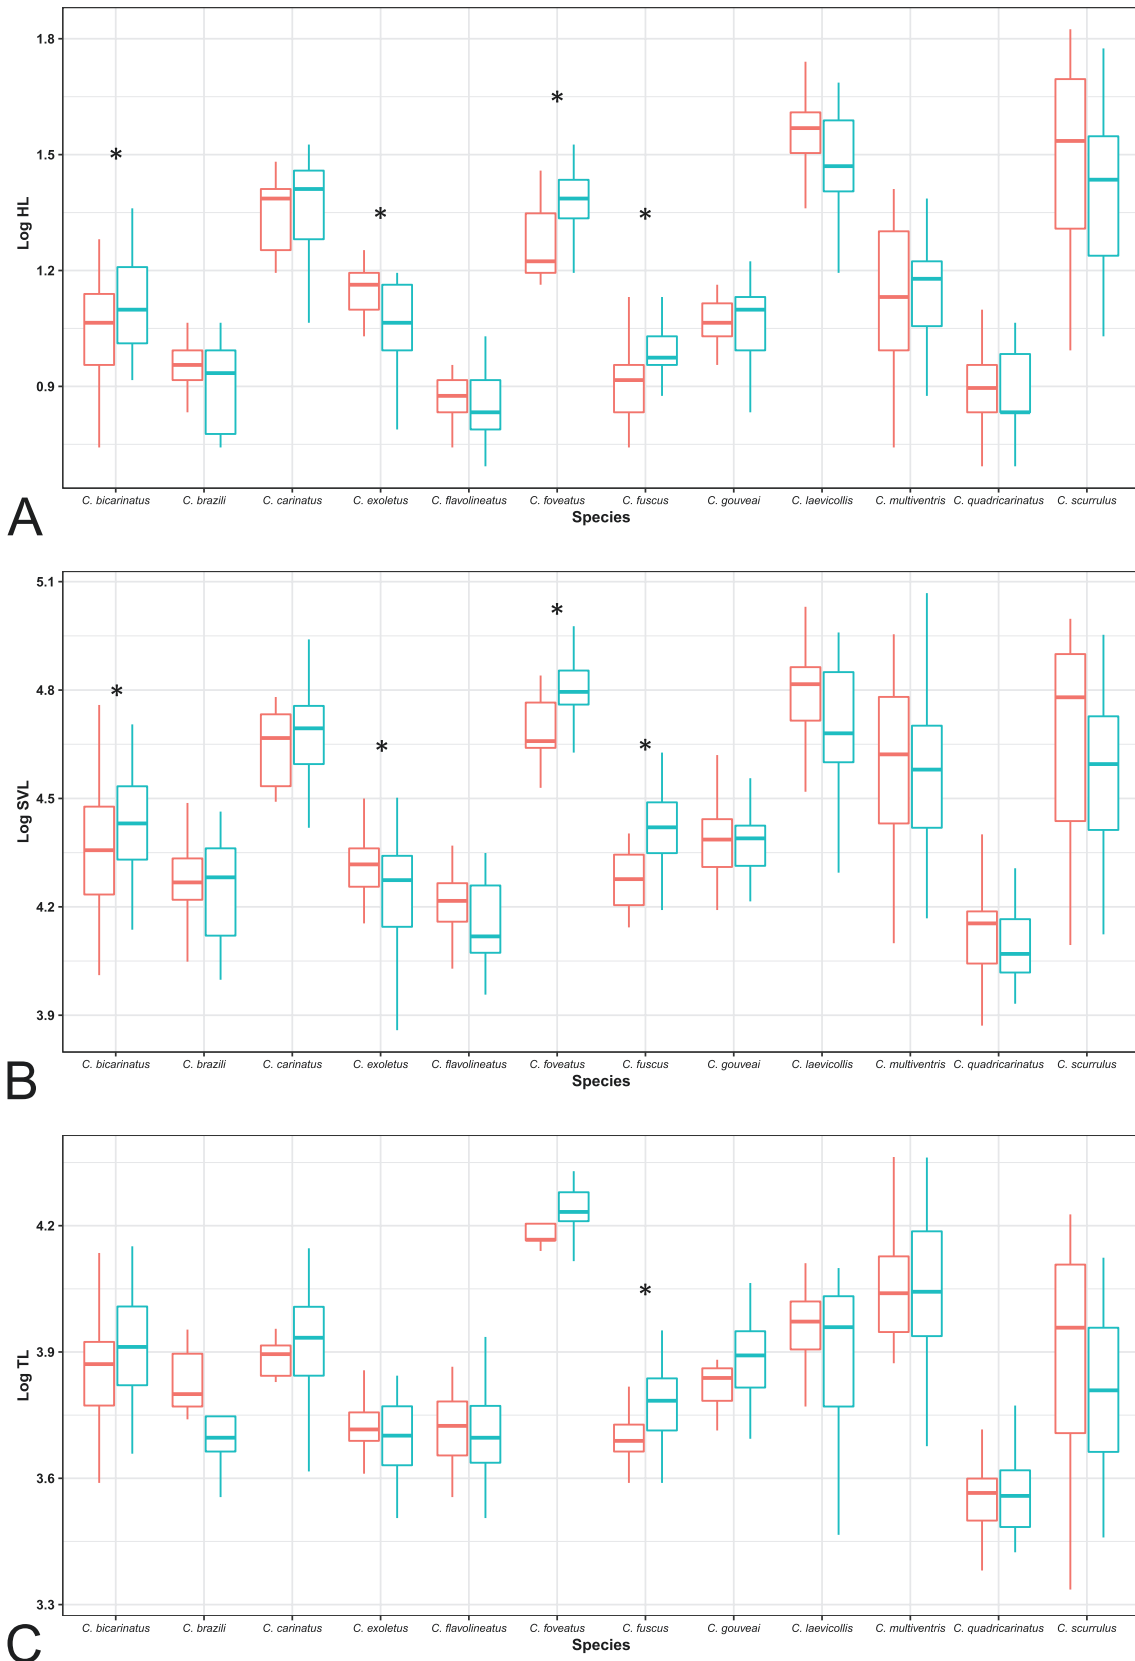 1.8
1.5
1.2
0.9
Log HL
*
*
*
*
C. bicarinatus C. brazili C. carinatus C. exoletus C. flavolineatus C. foveatus C. fuscus C. gouveai C. laevicollis C. multiventris C. quadricarinatus C. scurrulus
Species
A
5.1
4.8
4.5
4.2
3.9
Log SVL
*
*
*
*
C. bicarinatus C. brazili C. carinatus C. exoletus C. flavolineatus C. foveatus C. fuscus C. gouveai C. laevicollis C. multiventris C. quadricarinatus C. scurrulus
Species
B
4.2
3.9
3.6
3.3
Log TL
*
C. bicarinatus C. brazili C. carinatus C. exoletus C. flavolineatus C. foveatus C. fuscus C. gouveai C. laevicollis C. multiventris C. quadricarinatus C. scurrulus
Species
C